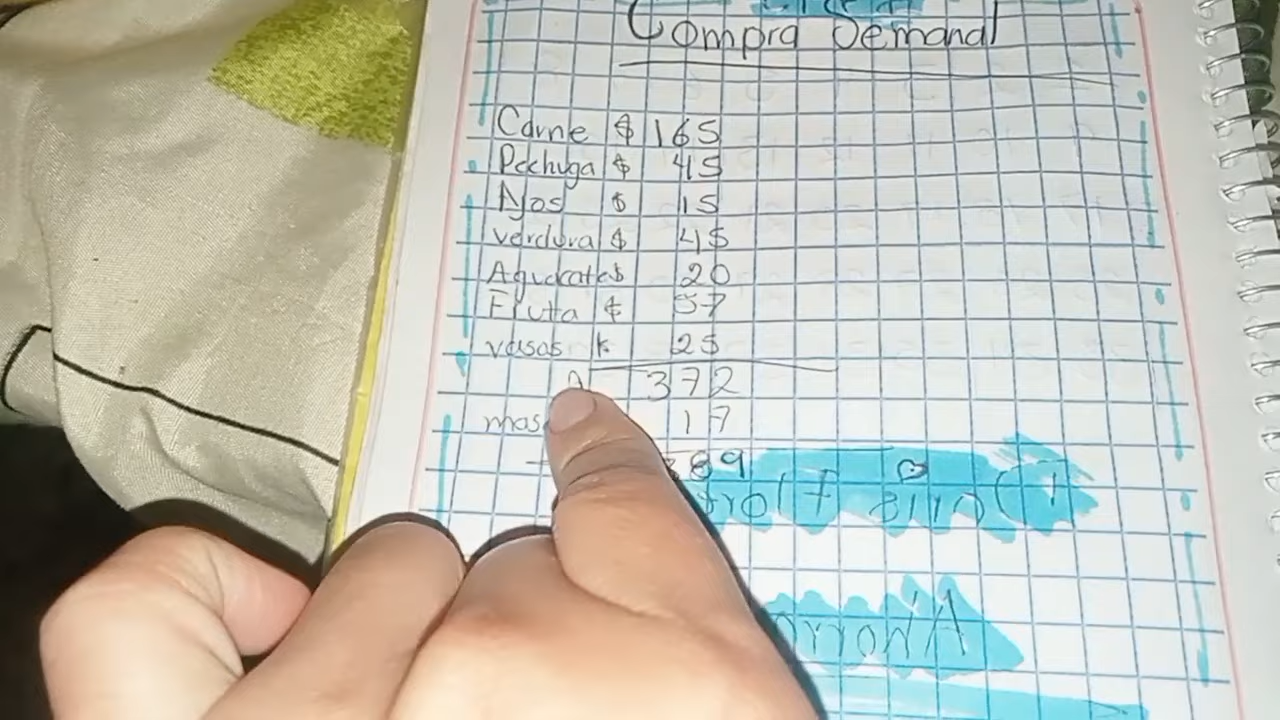 Compra Semanal
Carne $ 165
Pechuga $ 45
Ajos $ 15
verdura $ 45
Aguacate $ 20
Fruta $ 57
vasos 25
372
mas 17
389